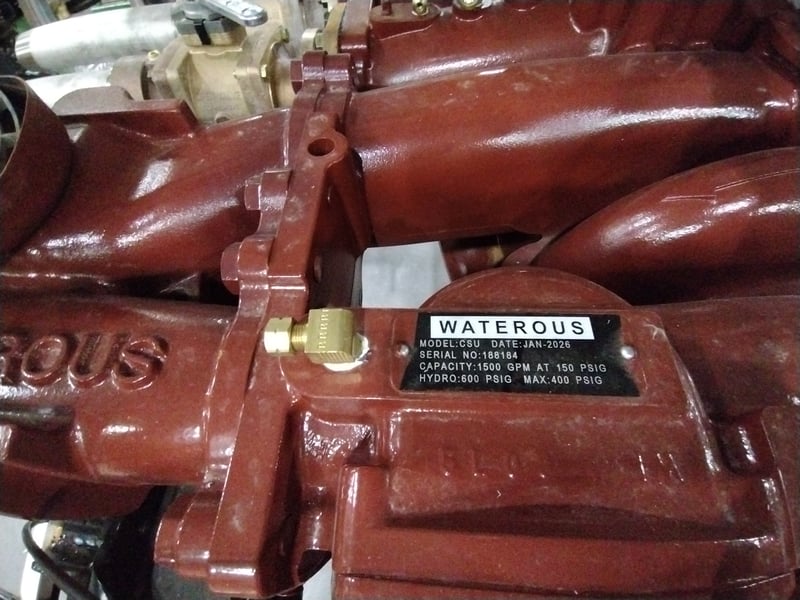 WATEROUS
MODEL:CSU DATE:JAN-2026
SERIAL NO:188184
CAPACITY:1500 GPM AT 150 PSIG
HYDRO:600 PSIG MAX:400 PSIG
ROUS